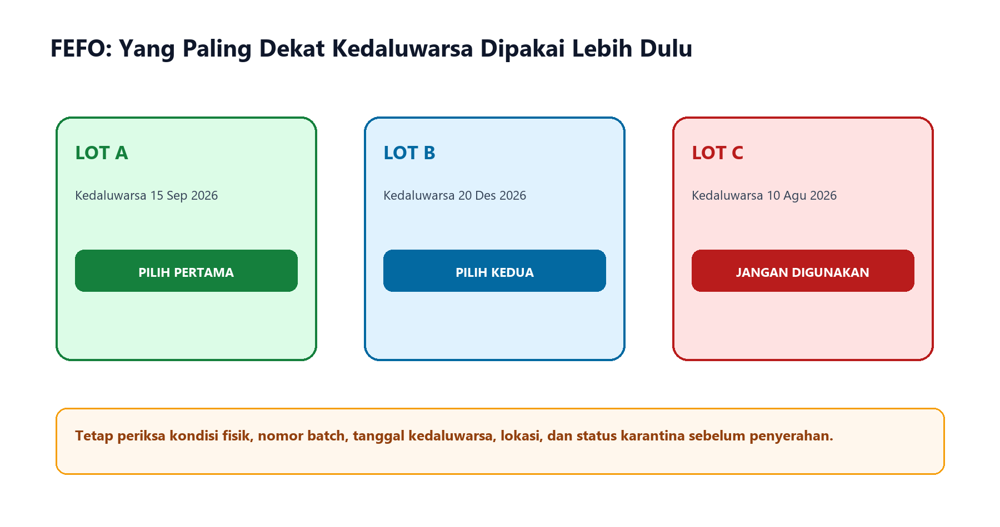 FEFO: Yang Paling Dekat Kedaluwarsa Dipakai Lebih Dulu
LOT A
Kedaluwarsa 15 Sep 2026
PILIH PERTAMA
LOT B
Kedaluwarsa 20 Des 2026
PILIH KEDUA
LOT C
Kedaluwarsa 10 Agu 2026
JANGAN DIGUNAKAN
Tetap periksa kondisi fisik, nomor batch, tanggal kedaluwarsa, lokasi, dan status karantina sebelum penyerahan.